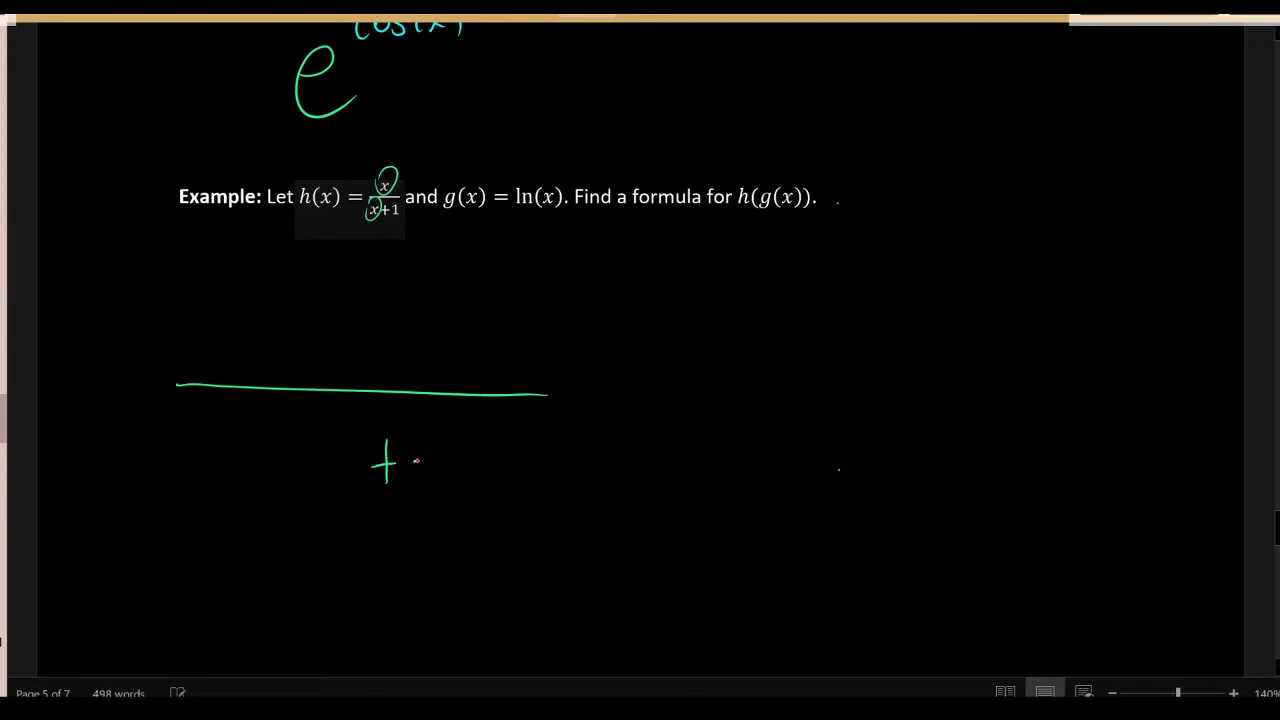 cos(x)
e
Example: Let h(x) = x/(x+1) and g(x) = ln(x). Find a formula for h(g(x)).
+
Page 5 of 7 498 words 140%